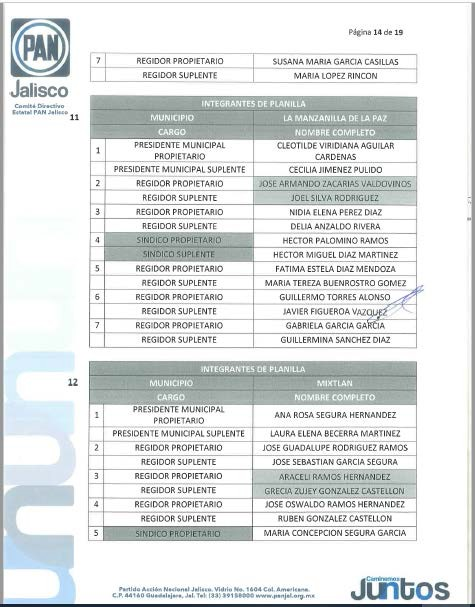 Página 14 de 19
PAN
Jalisco
Comité Directivo
Estatal PAN Jalisco
7 REGIDOR PROPIETARIO SUSANA MARIA GARCIA CASILLAS
REGIDOR SUPLENTE MARIA LOPEZ RINCON
11
INTEGRANTES DE PLANILLA
MUNICIPIO LA MANZANILLA DE LA PAZ
CARGO NOMBRE COMPLETO
1 PRESIDENTE MUNICIPAL PROPIETARIO CLEOTILDE VIRIDIANA AGUILAR CARDENAS
PRESIDENTE MUNICIPAL SUPLENTE CECILIA JIMENEZ PULIDO
2 REGIDOR PROPIETARIO JOSE ARMANDO ZACARIAS VALDOVINOS
REGIDOR SUPLENTE JOEL SILVA RODRIGUEZ
3 REGIDOR PROPIETARIO NIDIA ELENA PEREZ DIAZ
REGIDOR SUPLENTE DELIA ANZALDO RIVERA
4 SINDICO PROPIETARIO HECTOR PALOMINO RAMOS
SINDICO SUPLENTE HECTOR MIGUEL DIAZ MARTINEZ
5 REGIDOR PROPIETARIO FATIMA ESTELA DIAZ MENDOZA
REGIDOR SUPLENTE MARIA TEREZA BUENROSTRO GOMEZ
6 REGIDOR PROPIETARIO GUILLERMO TORRES ALONSO
REGIDOR SUPLENTE JAVIER FIGUEROA VAZQUEZ
7 REGIDOR PROPIETARIO GABRIELA GARCIA GARCIA
REGIDOR SUPLENTE GUILLERMINA SANCHEZ DIAZ
12
INTEGRANTES DE PLANILLA
MUNICIPIO MIXTLAN
CARGO NOMBRE COMPLETO
1 PRESIDENTE MUNICIPAL PROPIETARIO ANA ROSA SEGURA HERNANDEZ
PRESIDENTE MUNICIPAL SUPLENTE LAURA ELENA BECERRA MARTINEZ
2 REGIDOR PROPIETARIO JOSE GUADALUPE RODRIGUEZ RAMOS
REGIDOR SUPLENTE JOSE SEBASTIAN GARCIA SEGURA
3 REGIDOR PROPIETARIO ARACELI RAMOS HERNANDEZ
REGIDOR SUPLENTE GRECIA ZUJEY GONZALEZ CASTELLON
4 REGIDOR PROPIETARIO JOSE OSWALDO RAMOS HERNANDEZ
REGIDOR SUPLENTE RUBEN GONZALEZ CASTELLON
5 SINDICO PROPIETARIO MARIA CONCEPCION SEGURA GARCIA
Partido Acción Nacional Jalisco. Vidrio No. 1604 Col. Americana.
C.P. 44160 Guadalajara, Jal. Tel: (33) 39158000 www.panjal.org.mx
Caminemos
Juntos